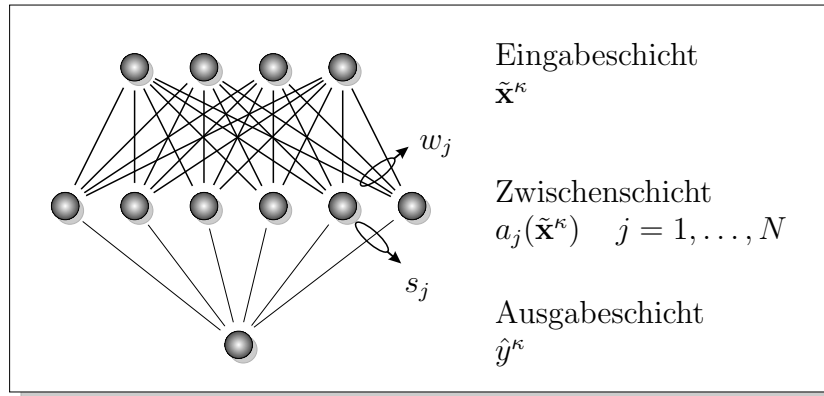 Eingabeschicht
x̃^κ
w_j
Zwischenschicht
a_j(x̃^κ)  j = 1, . . . , N
s_j
Ausgabeschicht
ŷ^κ